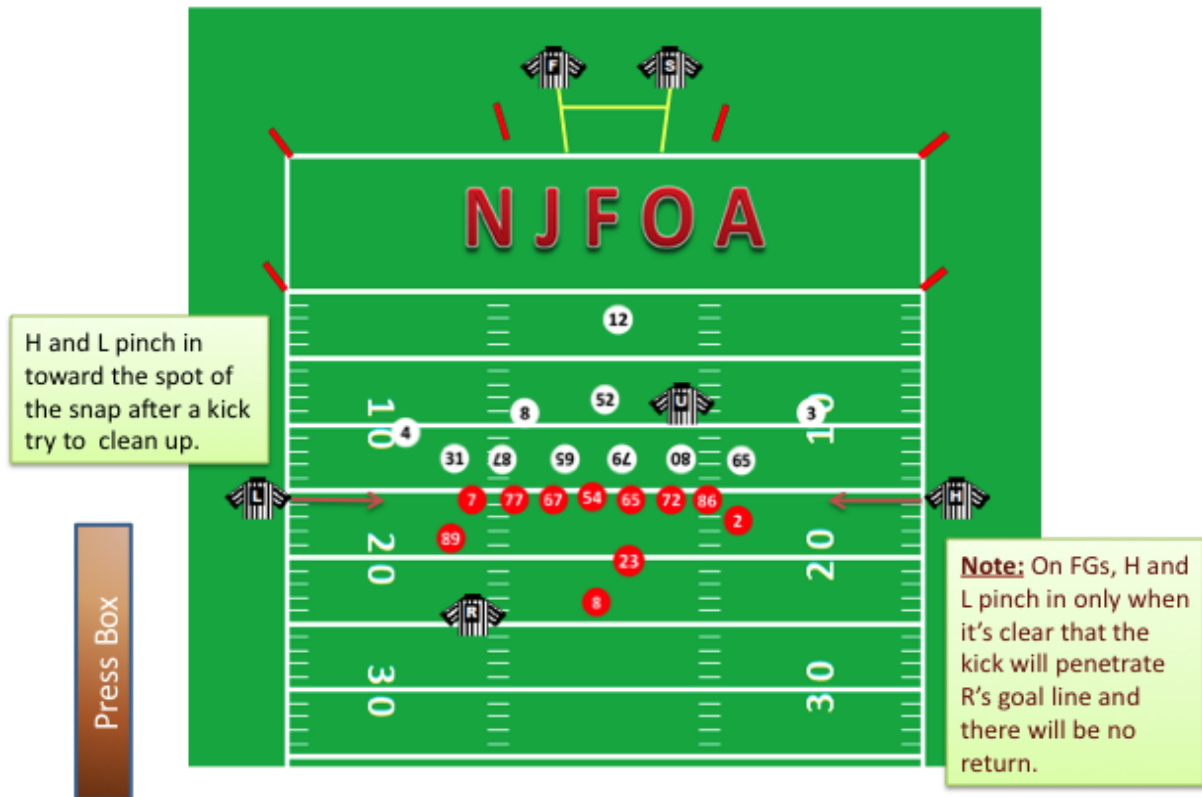 F S
N J F O A
12
H and L pinch in
toward the spot of
the snap after a kick
try to  clean up.
52
U
8
3
10
10
4
31 87 65 79 80 59
L
7 77 67 54 65 72 86
H
2
89
20
20
23
8
R
Note: On FGs, H and
L pinch in only when
it's clear that the
kick will penetrate
R's goal line and
there will be no
return.
Press Box
30
30